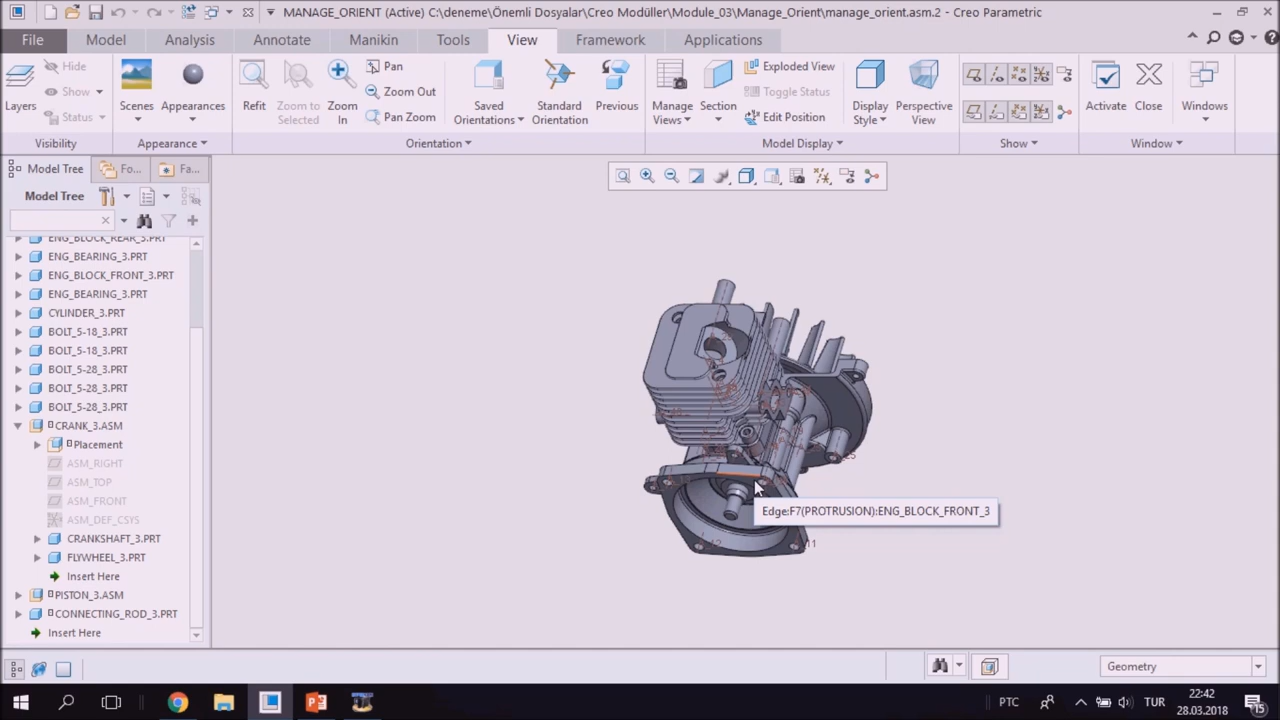 MANAGE_ORIENT (Active) C:\deneme\Önemli Dosyalar\Creo Modüller\Module_03\Manage_Orient\manage_orient.asm.2 - Creo Parametric
File Model Analysis Annotate Manikin Tools View Framework Applications
Layers
Hide
Show
Status
Visibility
Scenes
Appearances
Appearance
Refit
Zoom to Selected
Zoom In
Pan
Zoom Out
Pan Zoom
Saved Orientations
Standard Orientation
Previous
Orientation
Manage Views
Section
Exploded View
Toggle Status
Edit Position
Display Style
Perspective View
Model Display
Show
Activate
Close
Windows
Window
Model Tree
Fo...
Fa...
Model Tree
ENG_BLOCK_REAR_3.PRT
ENG_BEARING_3.PRT
ENG_BLOCK_FRONT_3.PRT
ENG_BEARING_3.PRT
CYLINDER_3.PRT
BOLT_5-18_3.PRT
BOLT_5-18_3.PRT
BOLT_5-28_3.PRT
BOLT_5-28_3.PRT
BOLT_5-28_3.PRT
CRANK_3.ASM
Placement
ASM_RIGHT
ASM_TOP
ASM_FRONT
ASM_DEF_CSYS
CRANKSHAFT_3.PRT
FLYWHEEL_3.PRT
Insert Here
PISTON_3.ASM
CONNECTING_ROD_3.PRT
Insert Here
Edge:F7(PROTRUSION):ENG_BLOCK_FRONT_3
Geometry
PTC
TUR
22:42
28.03.2018
15